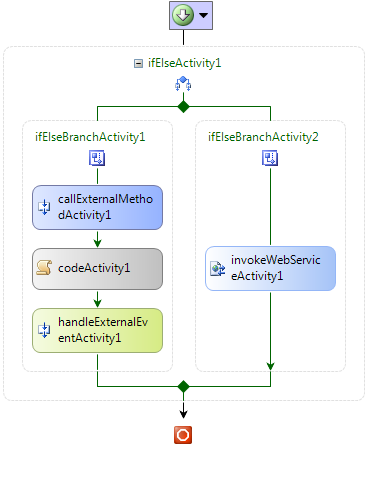 ifElseActivity1
ifElseBranchActivity1
ifElseBranchActivity2
callExternalMetho
dActivity1
codeActivity1
handleExternalEv
entActivity1
invokeWebServic
eActivity1